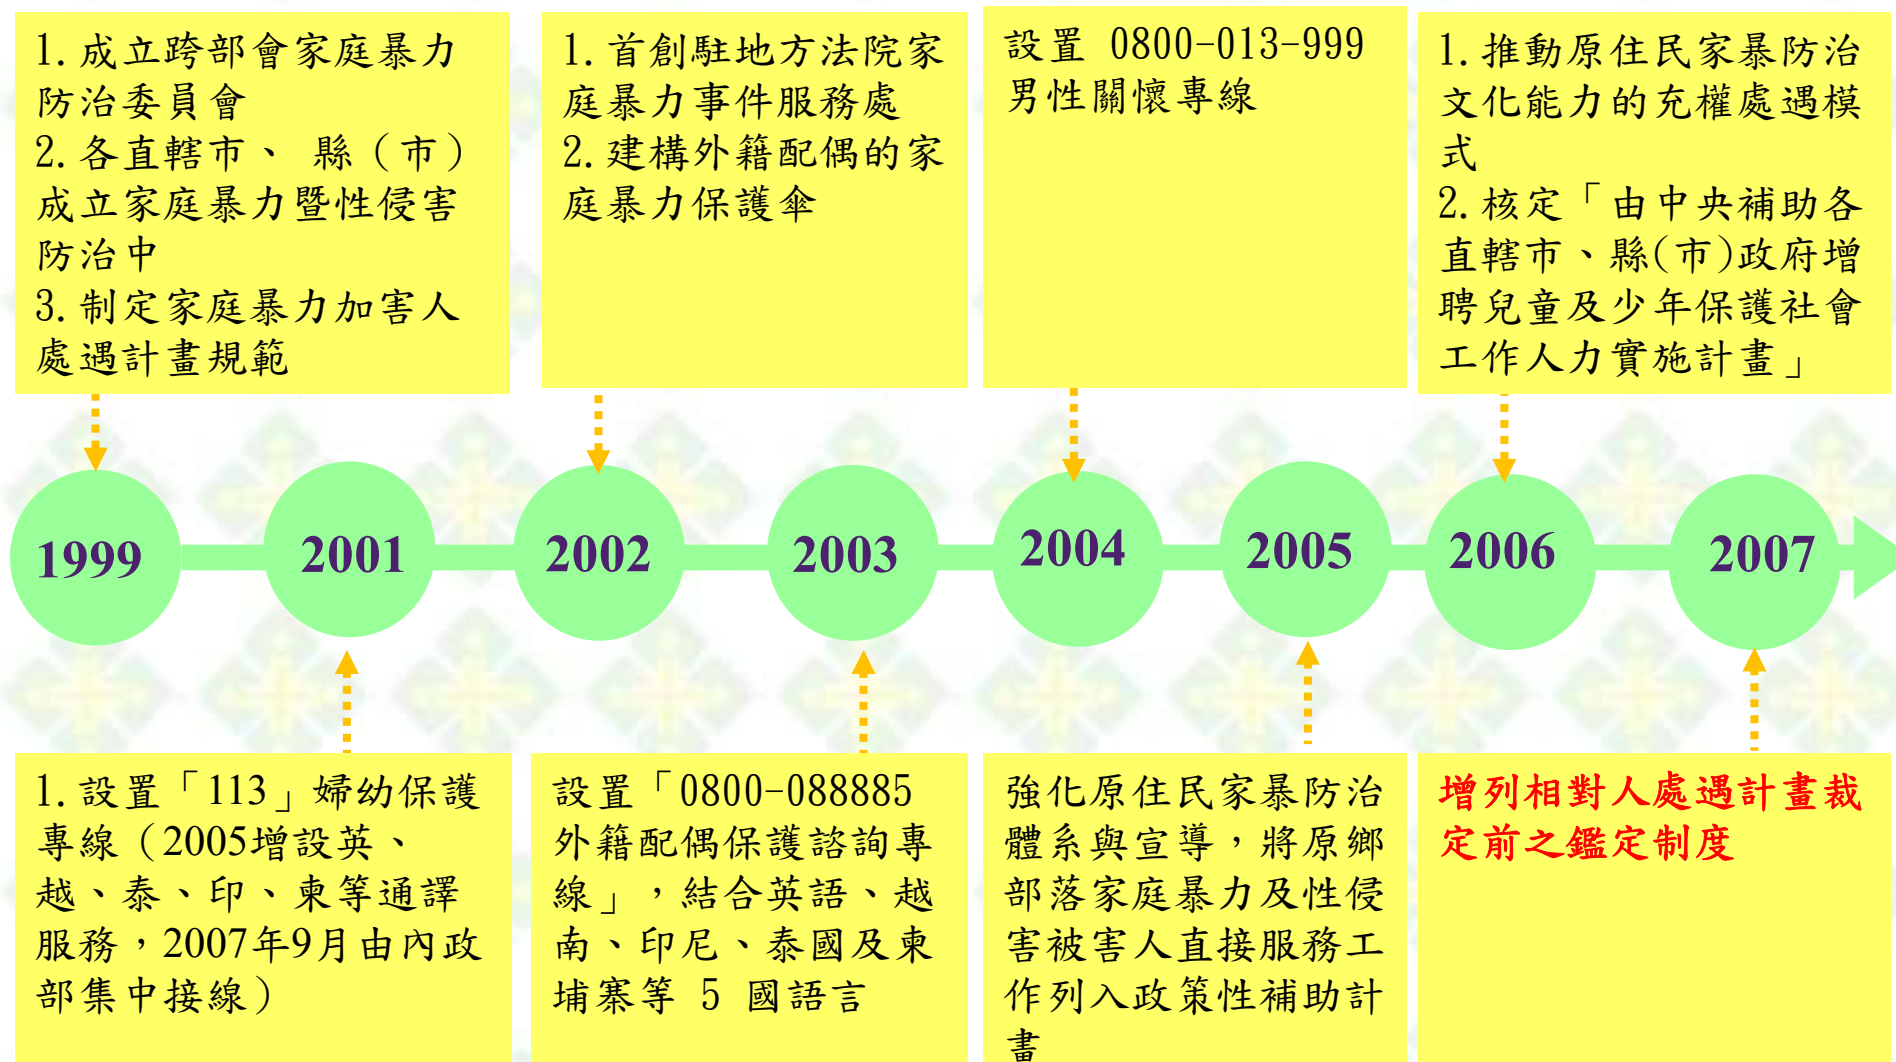 1.成立跨部會家庭暴力
防治委員會
2.各直轄市、 縣（市）
成立家庭暴力暨性侵害
防治中
3.制定家庭暴力加害人
處遇計畫規範
1.首創駐地方法院家
庭暴力事件服務處
2.建構外籍配偶的家
庭暴力保護傘
設置 0800-013-999
男性關懷專線
1.推動原住民家暴防治
文化能力的充權處遇模
式
2.核定「由中央補助各
直轄市、縣(市)政府增
聘兒童及少年保護社會
工作人力實施計畫」
1999
2001
2002
2003
2004
2005
2006
2007
1.設置「113」婦幼保護
專線（2005增設英、
越、泰、印、柬等通譯
服務，2007年9月由內政
部集中接線）
設置「0800-088885
外籍配偶保護諮詢專
線」，結合英語、越
南、印尼、泰國及柬
埔寨等 5 國語言
強化原住民家暴防治
體系與宣導，將原鄉
部落家庭暴力及性侵
害被害人直接服務工
作列入政策性補助計
畫
增列相對人處遇計畫裁
定前之鑑定制度